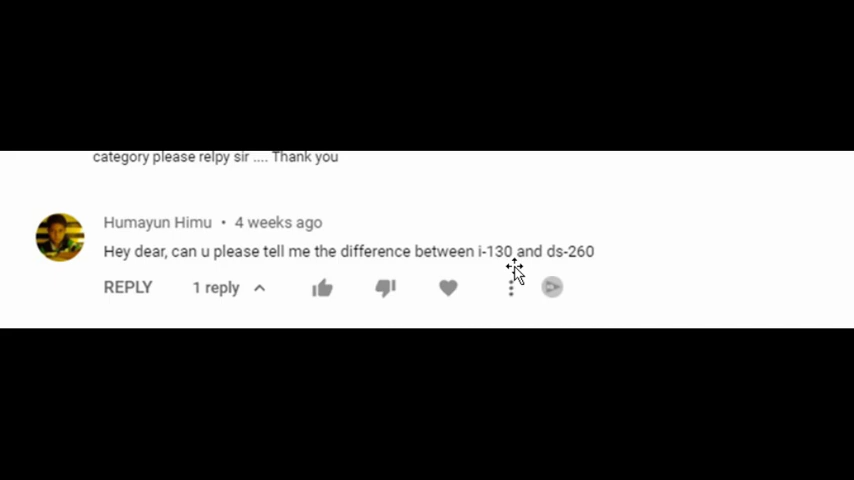 category please relpy sir .... Thank you
Humayun Himu • 4 weeks ago
Hey dear, can u please tell me the difference between i-130 and ds-260
REPLY 1 reply